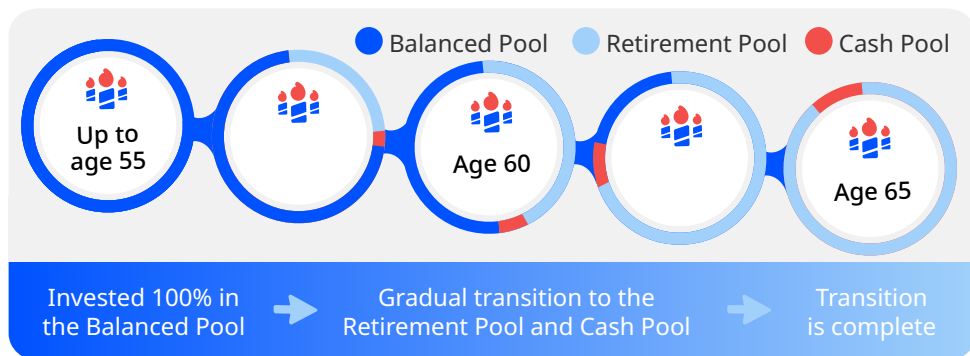 Balanced Pool
Retirement Pool
Cash Pool
Up to
age 55
Age 60
Age 65
Invested 100% in
the Balanced Pool
Gradual transition to the
Retirement Pool and Cash Pool
Transition
is complete